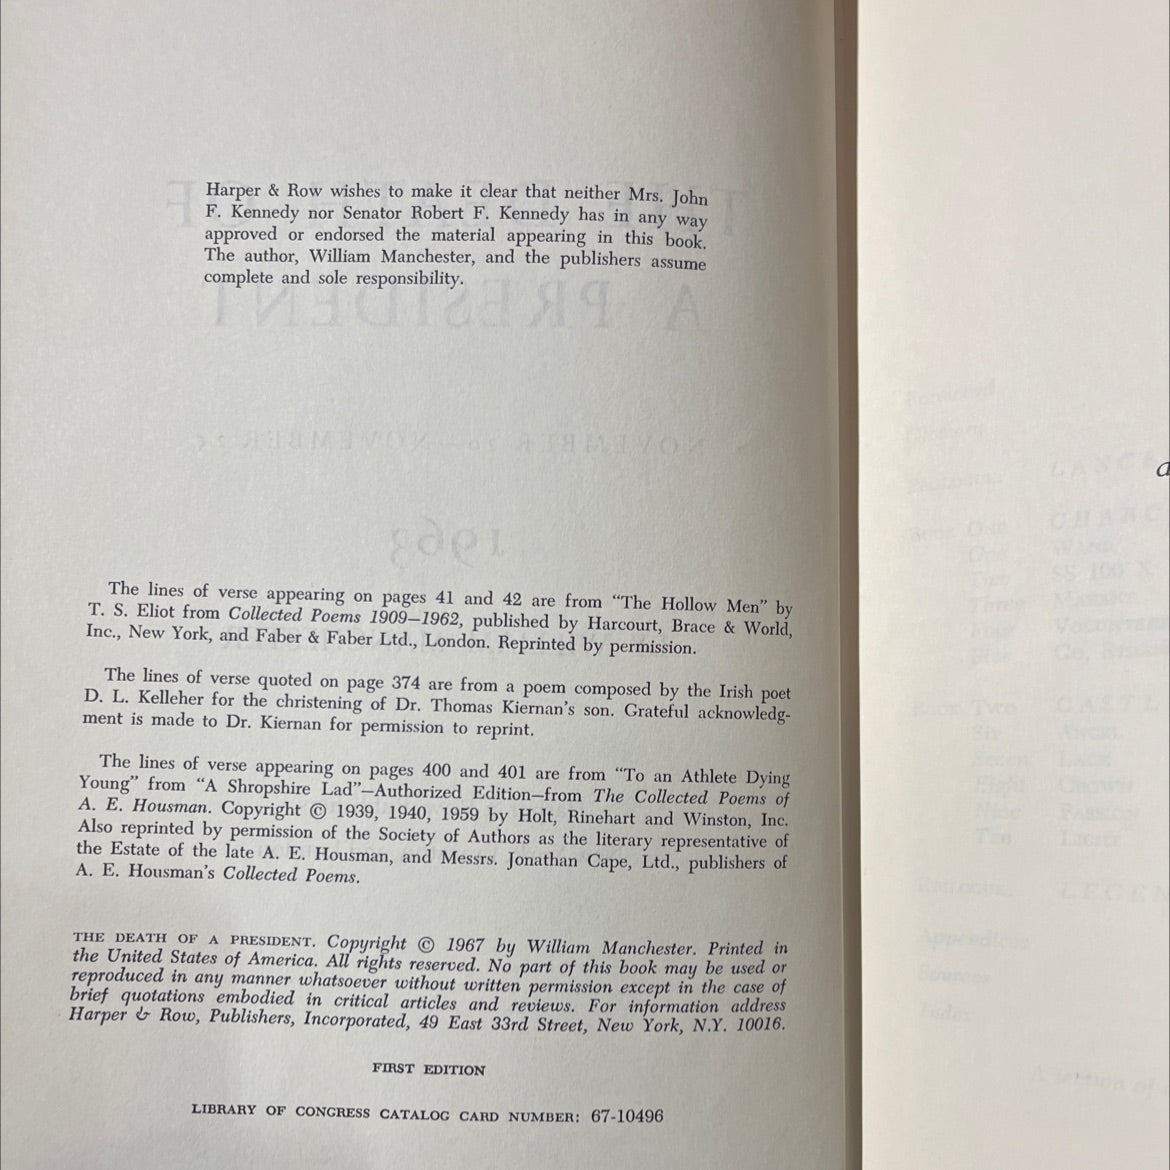 Harper & Row wishes to make it clear that neither Mrs. John
F. Kennedy nor Senator Robert F. Kennedy has in any way
approved or endorsed the material appearing in this book.
The author, William Manchester, and the publishers assume
complete and sole responsibility.
The lines of verse appearing on pages 41 and 42 are from “The Hollow Men” by
T. S. Eliot from Collected Poems 1909–1962, published by Harcourt, Brace & World,
Inc., New York, and Faber & Faber Ltd., London. Reprinted by permission.
The lines of verse quoted on page 374 are from a poem composed by the Irish poet
D. L. Kelleher for the christening of Dr. Thomas Kiernan’s son. Grateful acknowledg-
ment is made to Dr. Kiernan for permission to reprint.
The lines of verse appearing on pages 400 and 401 are from “To an Athlete Dying
Young” from “A Shropshire Lad”—Authorized Edition—from The Collected Poems of
A. E. Housman. Copyright © 1939, 1940, 1959 by Holt, Rinehart and Winston, Inc.
Also reprinted by permission of the Society of Authors as the literary representative of
the Estate of the late A. E. Housman, and Messrs. Jonathan Cape, Ltd., publishers of
A. E. Housman’s Collected Poems.
THE DEATH OF A PRESIDENT. Copyright © 1967 by William Manchester. Printed in
the United States of America. All rights reserved. No part of this book may be used or
reproduced in any manner whatsoever without written permission except in the case of
brief quotations embodied in critical articles and reviews. For information address
Harper & Row, Publishers, Incorporated, 49 East 33rd Street, New York, N.Y. 10016.
FIRST EDITION
LIBRARY OF CONGRESS CATALOG CARD NUMBER: 67-10496